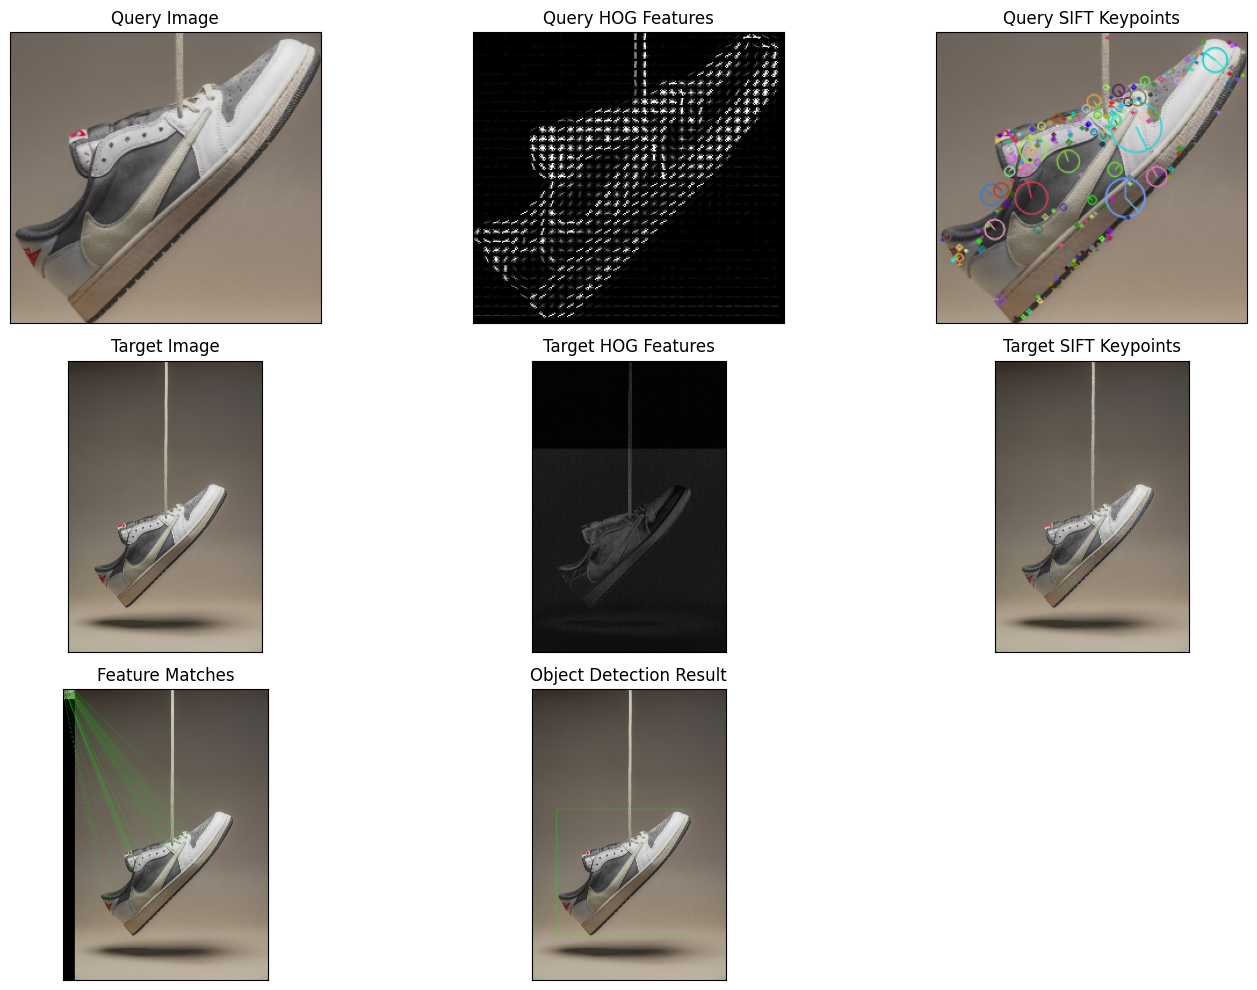 Query Image
Query HOG Features
Query SIFT Keypoints
Target Image
Target HOG Features
Target SIFT Keypoints
Feature Matches
Object Detection Result